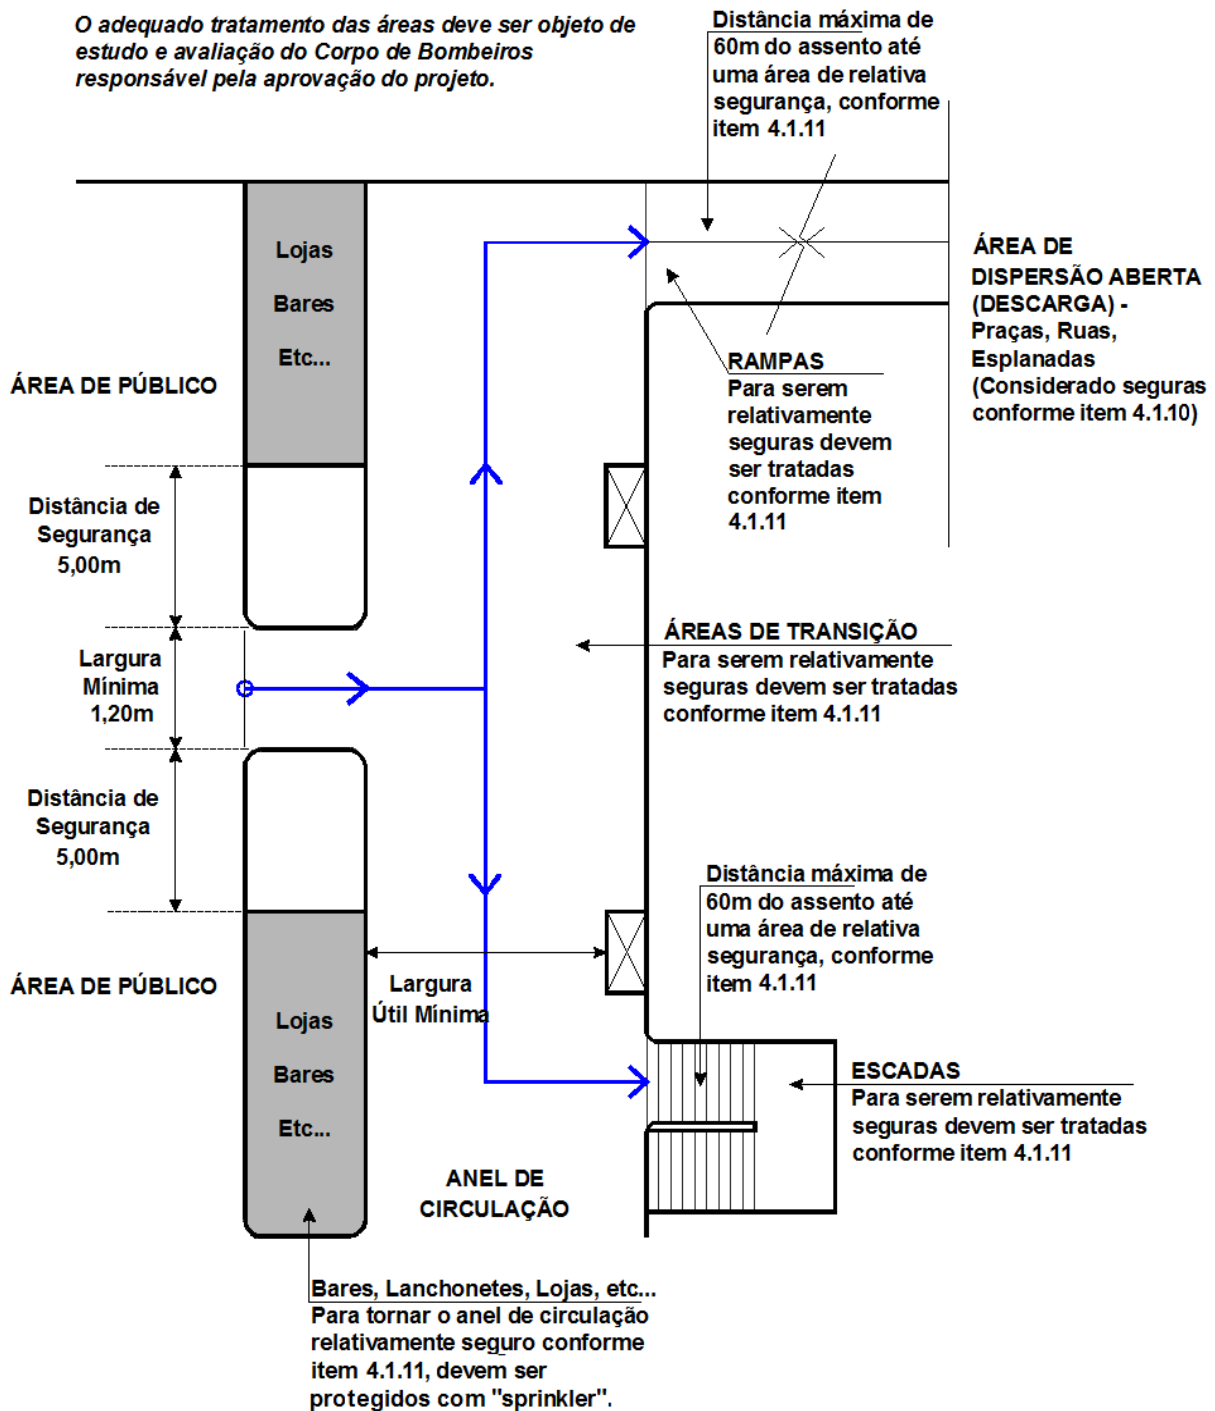 O adequado tratamento das áreas deve ser objeto de
estudo e avaliação do Corpo de Bombeiros
responsável pela aprovação do projeto.
Distância máxima de
60m do assento até
uma área de relativa
segurança, conforme
item 4.1.11
Lojas
Bares
Etc...
ÁREA DE PÚBLICO
ÁREA DE
DISPERSÃO ABERTA
(DESCARGA) -
Praças, Ruas,
Esplanadas
(Considerado seguras
conforme item 4.1.10)
RAMPAS
Para serem
relativamente
seguras devem
ser tratadas
conforme item
4.1.11
Distância de
Segurança
5,00m
Largura
Mínima
1,20m
ÁREAS DE TRANSIÇÃO
Para serem relativamente
seguras devem ser tratadas
conforme item 4.1.11
Distância de
Segurança
5,00m
Distância máxima de
60m do assento até
uma área de relativa
segurança, conforme
item 4.1.11
ÁREA DE PÚBLICO
Largura
Útil Mínima
Lojas
Bares
Etc...
ESCADAS
Para serem relativamente
seguras devem ser tratadas
conforme item 4.1.11
ANEL DE
CIRCULAÇÃO
Bares, Lanchonetes, Lojas, etc...
Para tornar o anel de circulação
relativamente seguro conforme
item 4.1.11, devem ser
protegidos com "sprinkler".